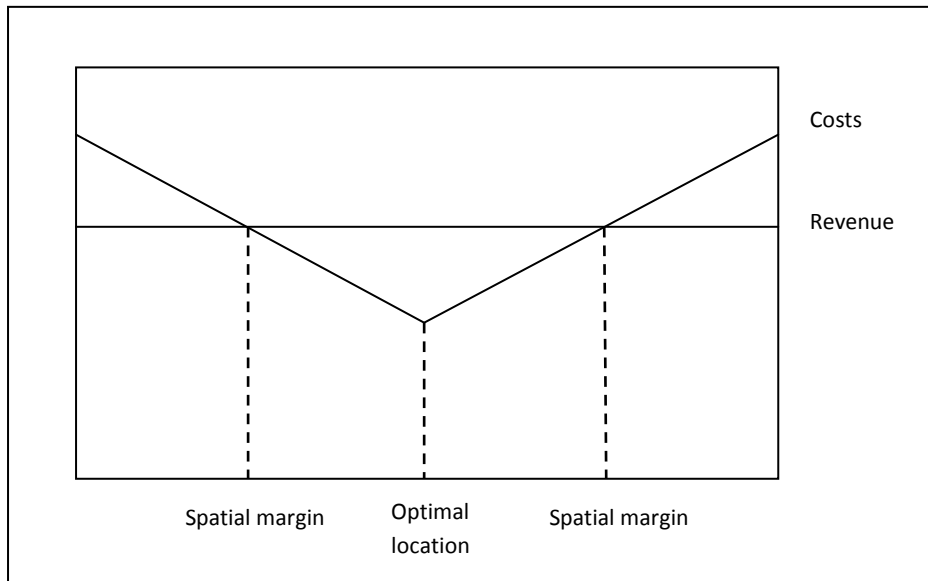 Costs
Revenue
Spatial margin
Optimal
location
Spatial margin